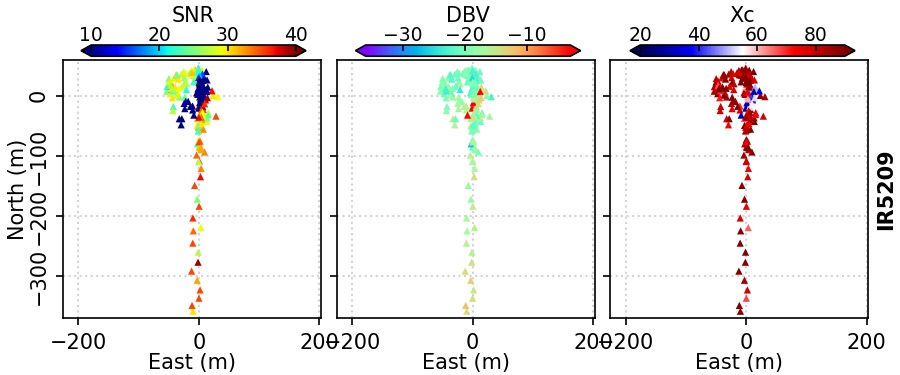 SNR DBV Xc
10 20 30 40 −30 −20 −10 20 40 60 80
North (m)
0
−100
−200
−300
IR5209
−200 0 200 −200 0 200 −200 0 200
East (m) East (m) East (m)